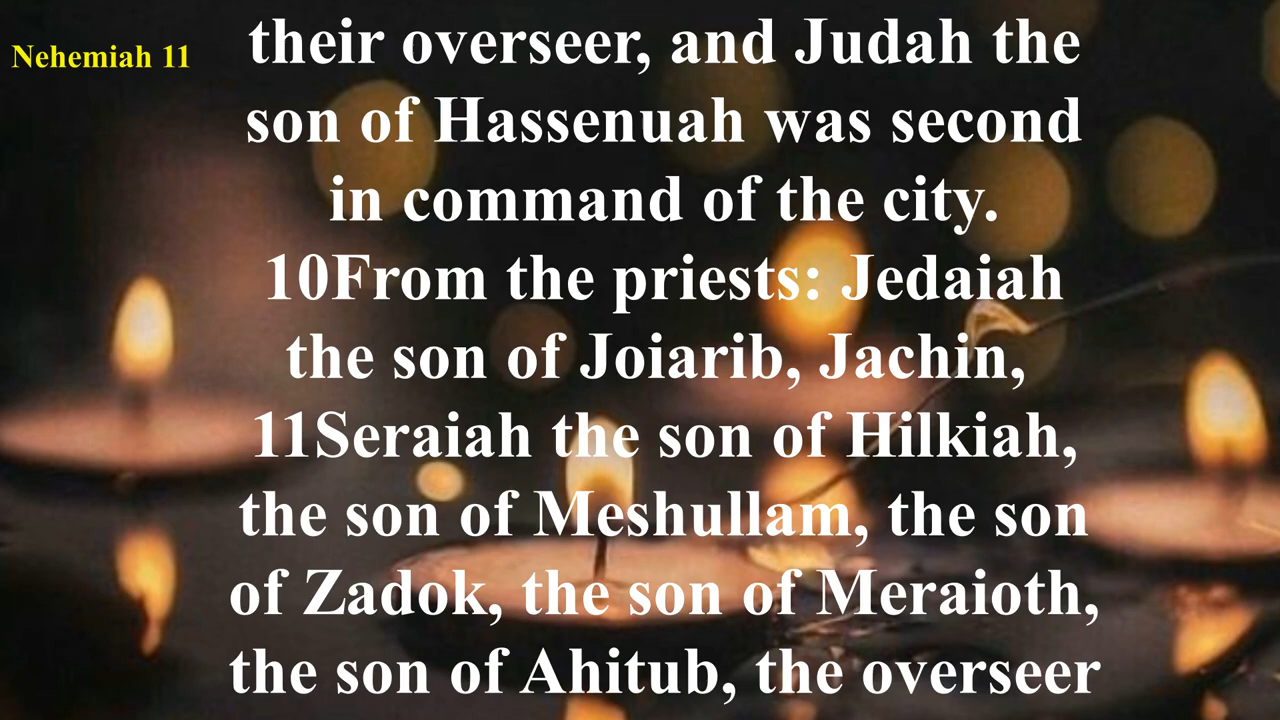 Nehemiah 11
their overseer, and Judah the
son of Hassenuah was second
in command of the city.
10From the priests: Jedaiah
the son of Joiarib, Jachin,
11Seraiah the son of Hilkiah,
the son of Meshullam, the son
of Zadok, the son of Meraioth,
the son of Ahitub, the overseer